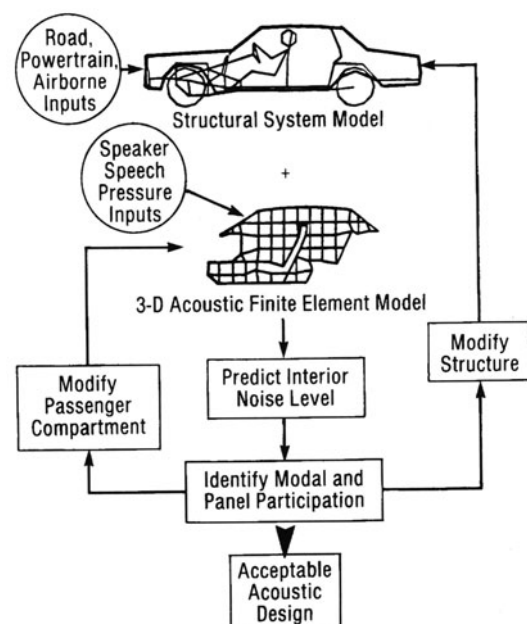 Road,
Powertrain,
Airborne
Inputs
Structural System Model
Speaker
Speech
Pressure
Inputs
+
3-D Acoustic Finite Element Model
Modify
Passenger
Compartment
Predict Interior
Noise Level
Modify
Structure
Identify Modal and
Panel Participation
Acceptable
Acoustic
Design